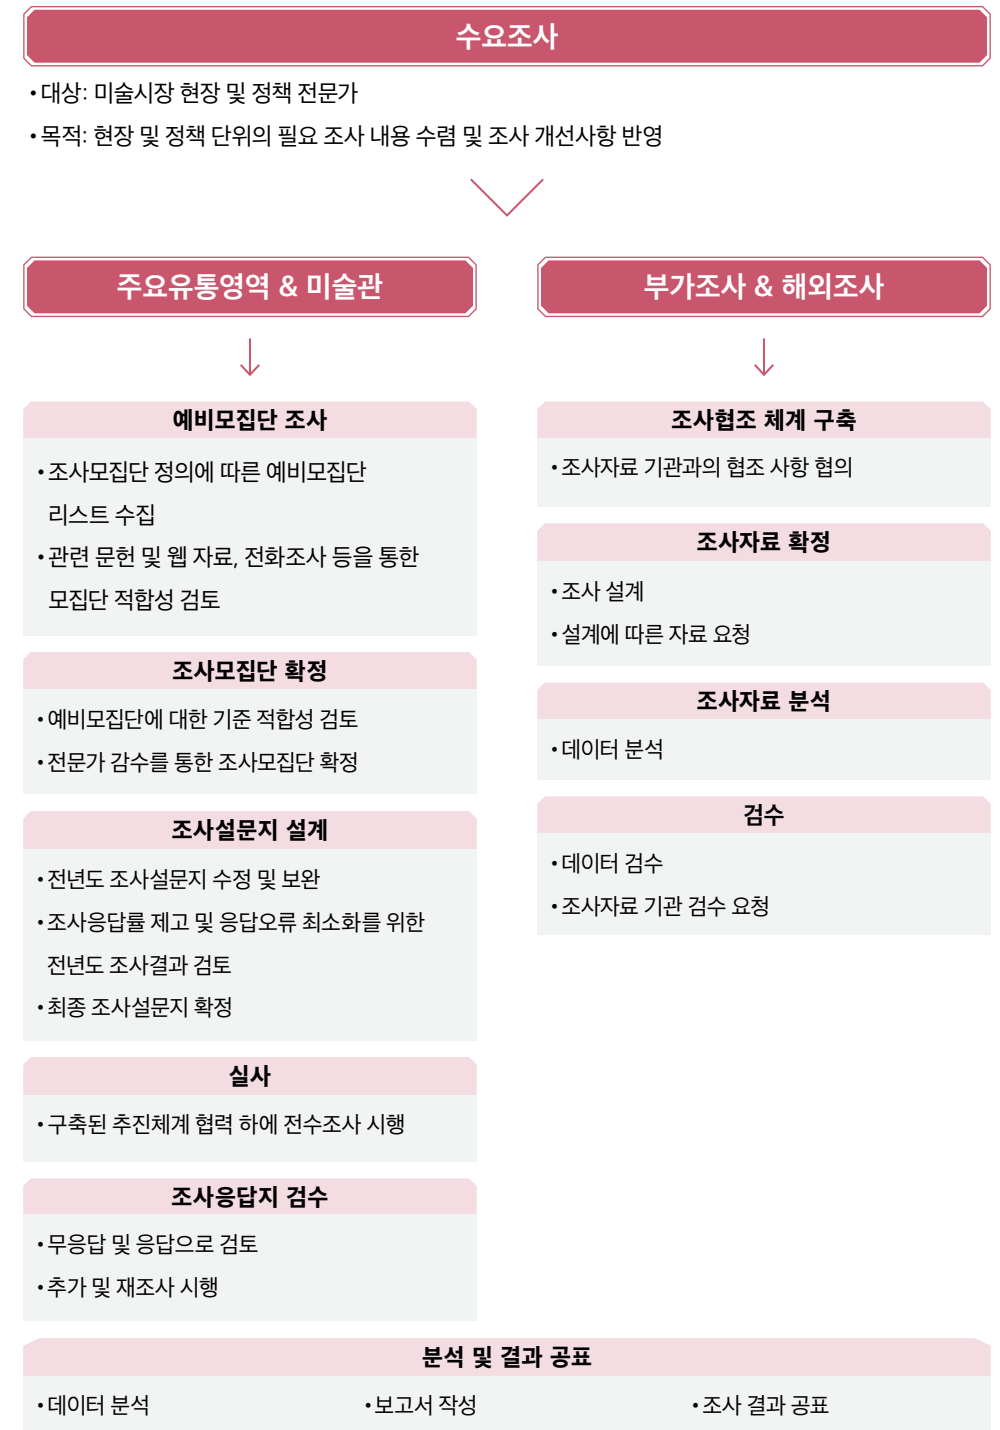 수요조사
• 대상: 미술시장 현장 및 정책 전문가
• 목적: 현장 및 정책 단위의 필요 조사 내용 수렴 및 조사 개선사항 반영
주요유통영역 & 미술관
예비모집단 조사
• 조사모집단 정의에 따른 예비모집단
리스트 수집
• 관련 문헌 및 웹 자료, 전화조사 등을 통한
모집단 적합성 검토
조사모집단 확정
• 예비모집단에 대한 기준 적합성 검토
• 전문가 감수를 통한 조사모집단 확정
조사설문지 설계
• 전년도 조사설문지 수정 및 보완
• 조사응답률 제고 및 응답오류 최소화를 위한
전년도 조사결과 검토
• 최종 조사설문지 확정
실사
• 구축된 추진체계 협력 하에 전수조사 시행
조사응답지 검수
• 무응답 및 응답으로 검토
• 추가 및 재조사 시행
부가조사 & 해외조사
조사협조 체계 구축
• 조사자료 기관과의 협조 사항 협의
조사자료 확정
• 조사 설계
• 설계에 따른 자료 요청
조사자료 분석
• 데이터 분석
검수
• 데이터 검수
• 조사자료 기관 검수 요청
분석 및 결과 공표
• 데이터 분석
• 보고서 작성
• 조사 결과 공표